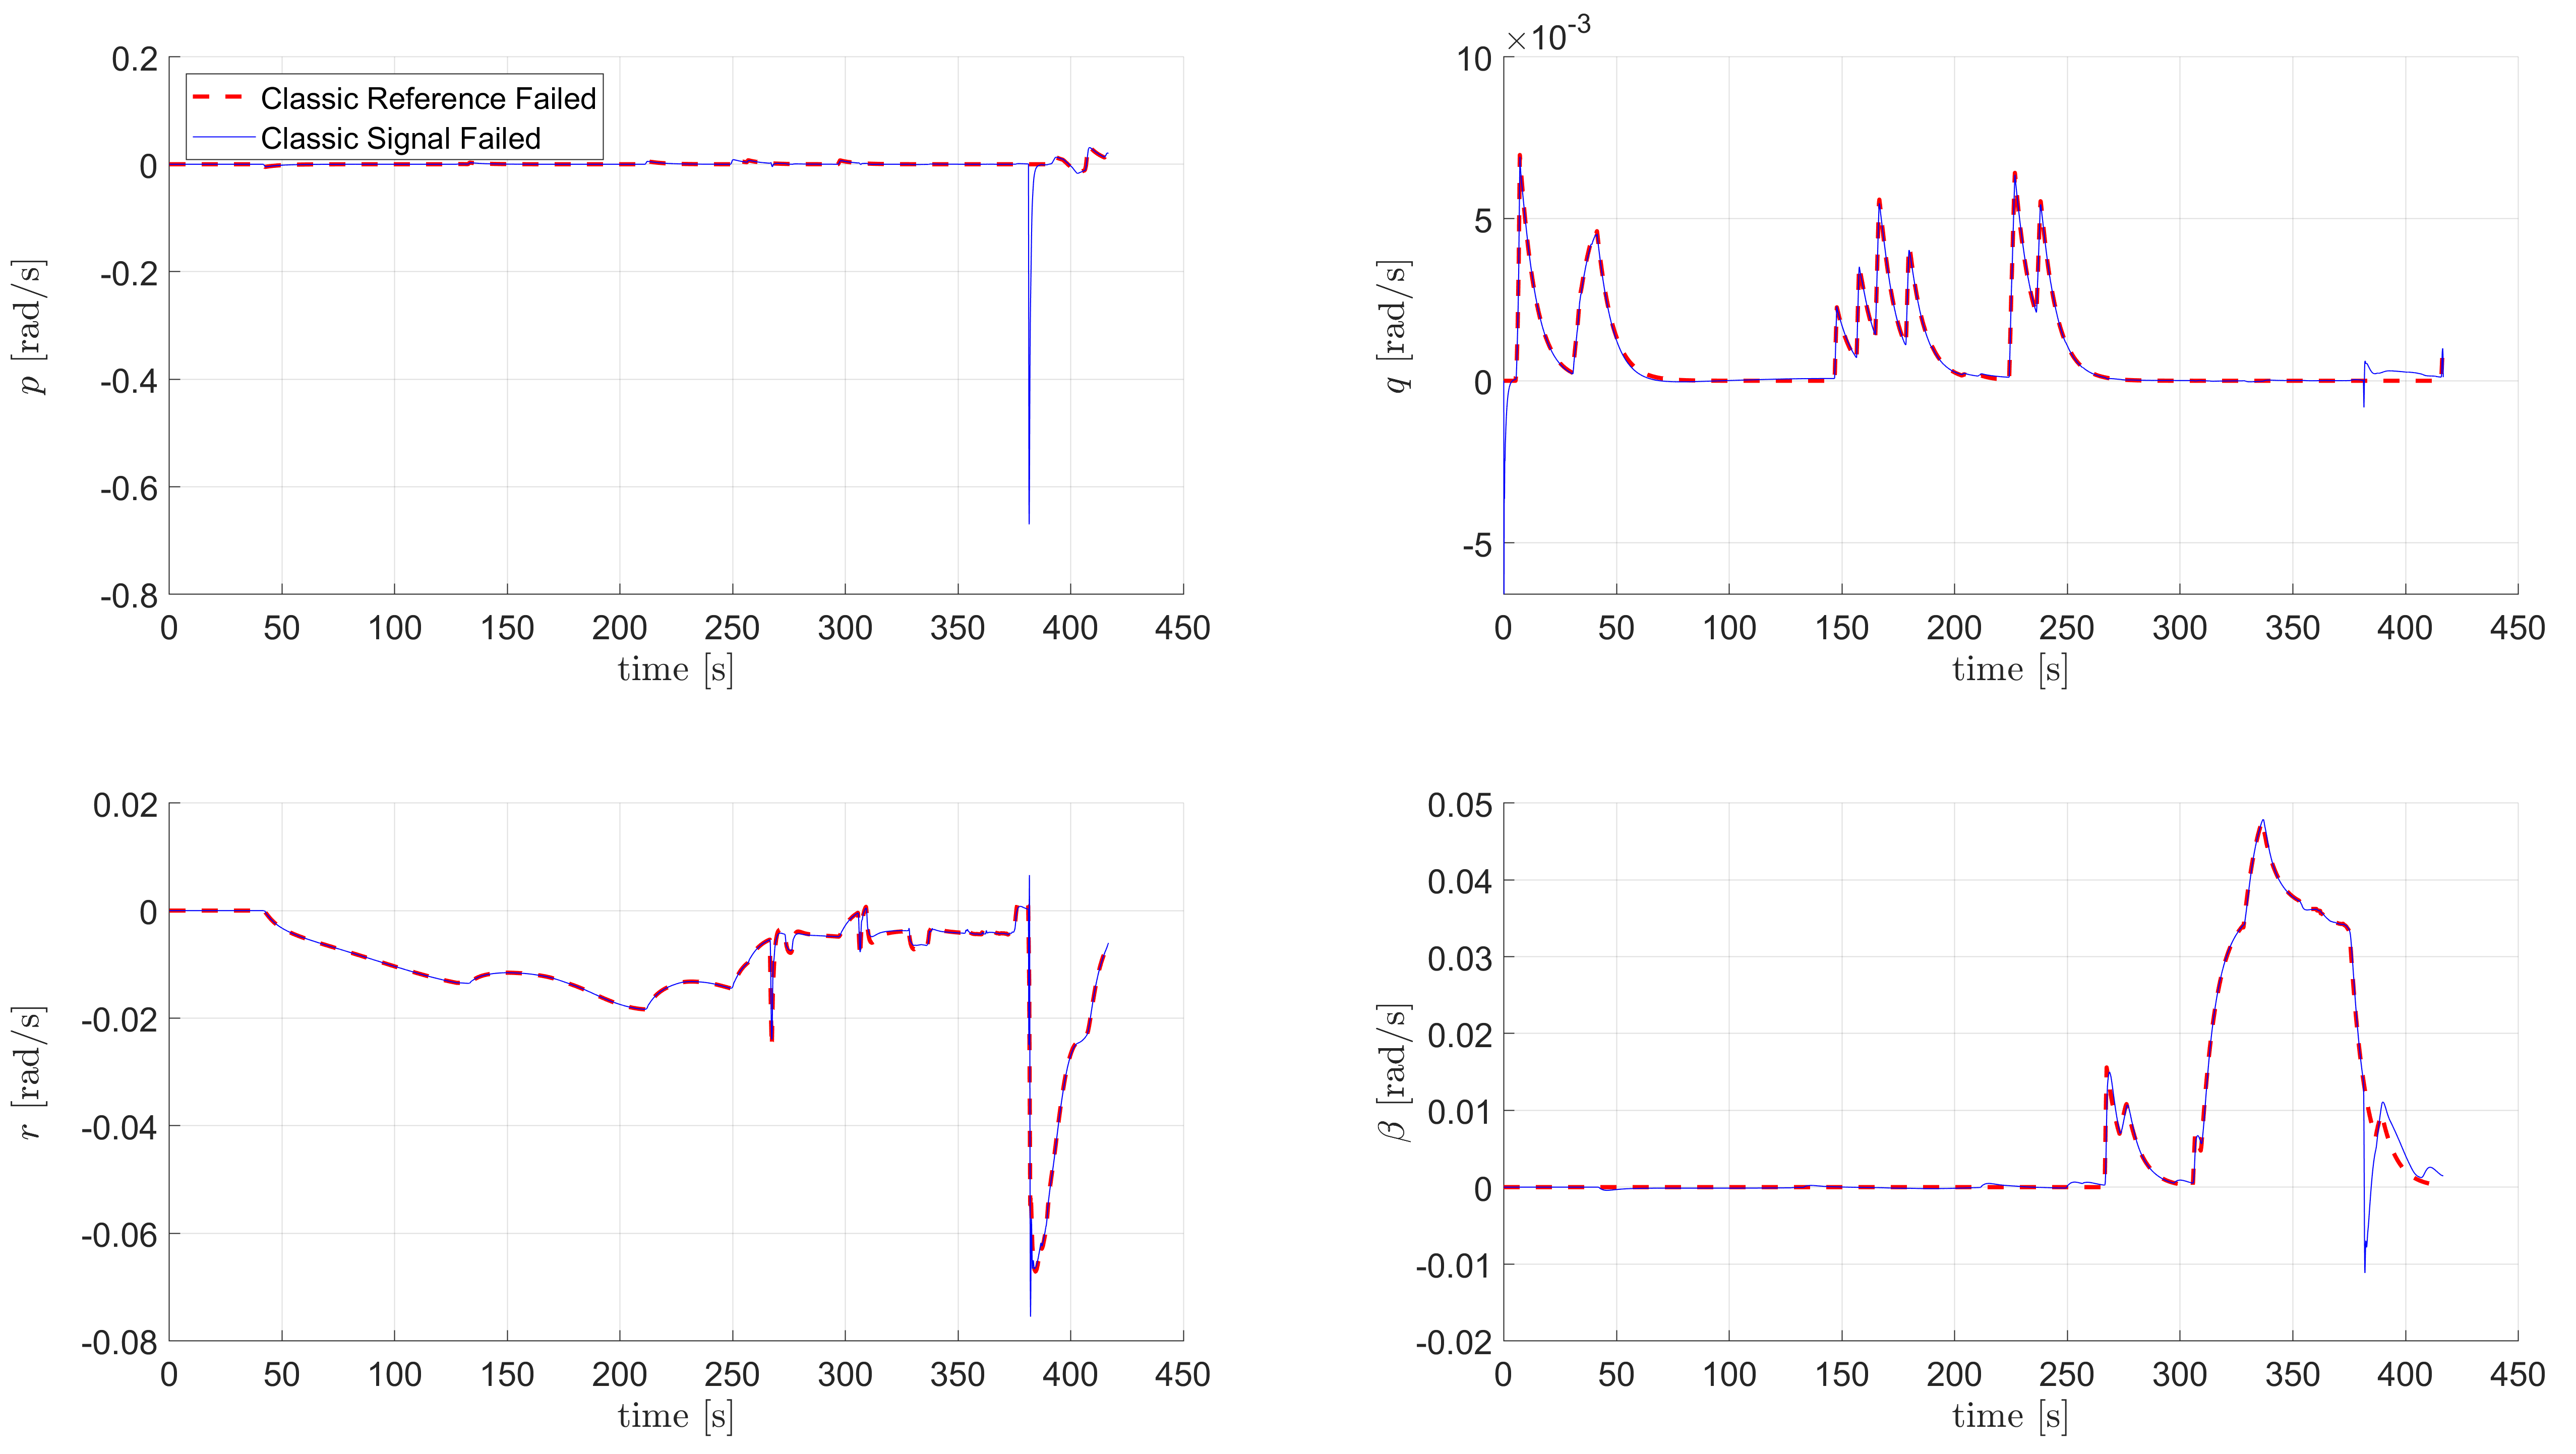 0.2
0
-0.2
-0.4
-0.6
-0.8
p [rad/s]
Classic Reference Failed
Classic Signal Failed
0 50 100 150 200 250 300 350 400 450
time [s]
×10-3
10
5
0
-5
q [rad/s]
0 50 100 150 200 250 300 350 400 450
time [s]
0.02
0
-0.02
-0.04
-0.06
-0.08
r [rad/s]
0 50 100 150 200 250 300 350 400 450
time [s]
0.05
0.04
0.03
0.02
0.01
0
-0.01
-0.02
β [rad/s]
0 50 100 150 200 250 300 350 400 450
time [s]